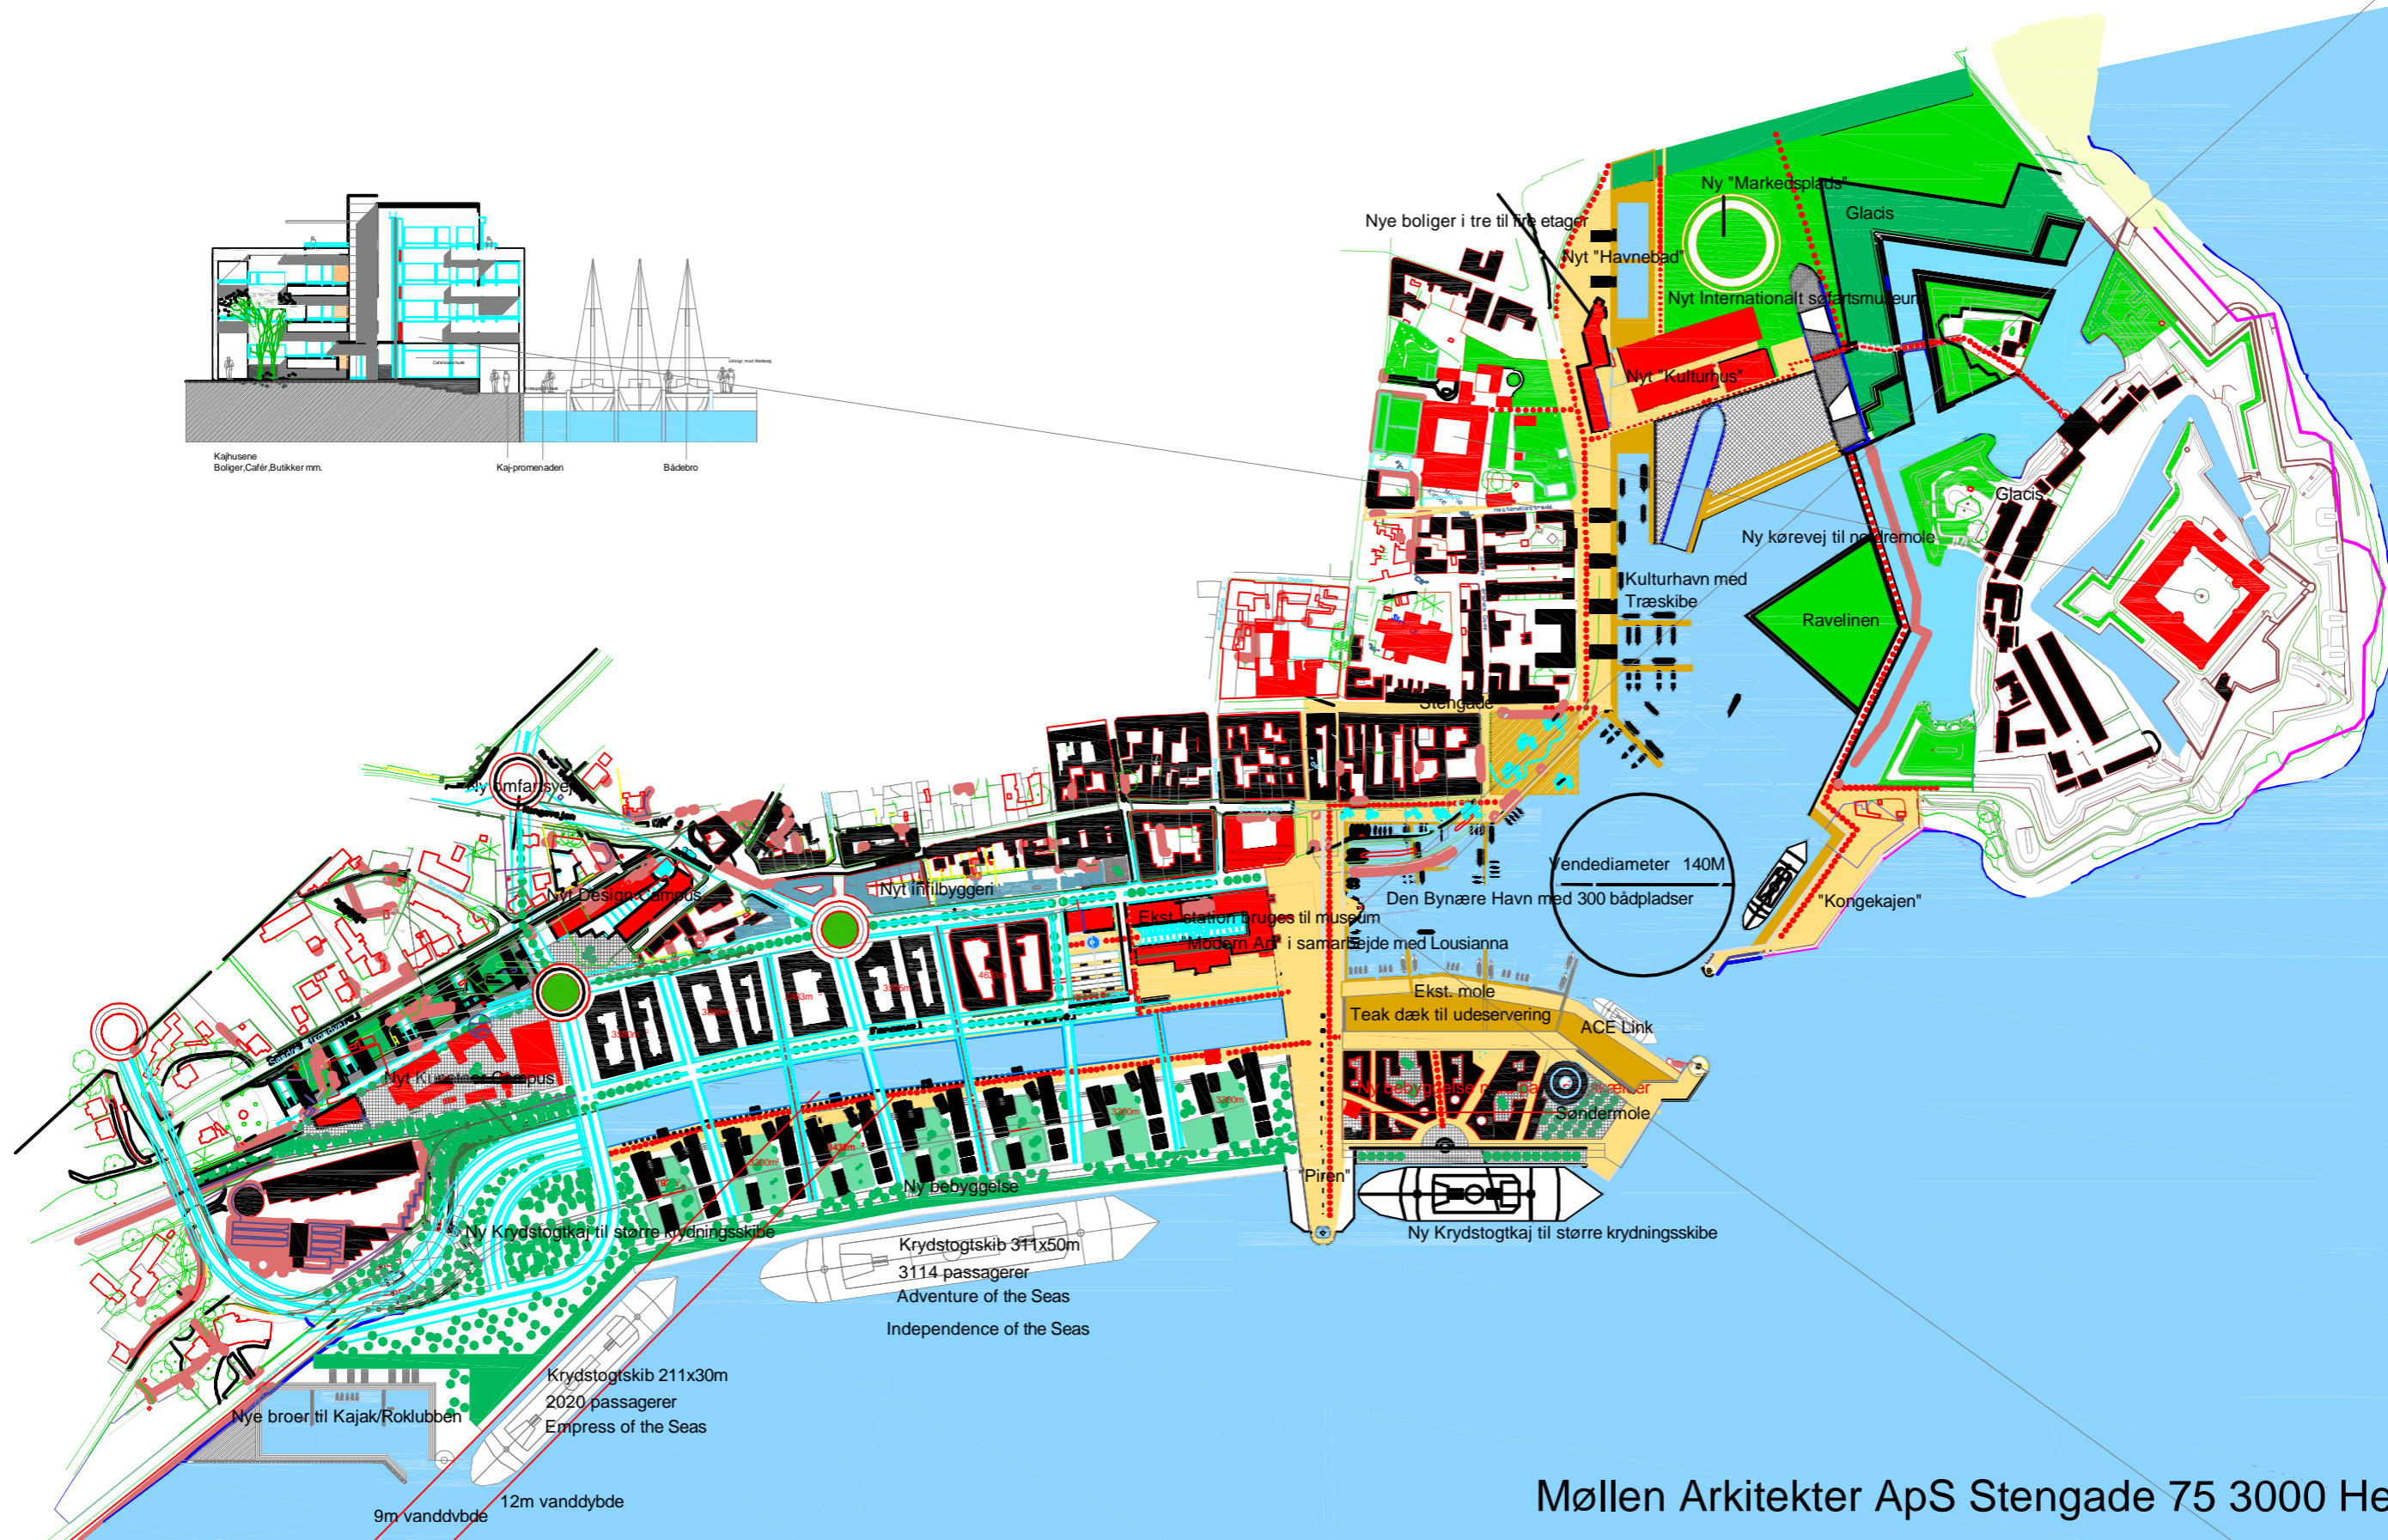 Ny "Markedsplads"
Glacis
Nye boliger i tre til fire etager
Nyt "Havnebad"
Nyt Internationalt søfartsmuseum
Nyt "Kulturhus"
Kajhusene
Boliger,Cafér,Butikker mm.
Kaj-promenaden
Bådebro
Glacis
Ny kørevej til nordremole
Kulturhavn med
Træskibe
Ravelinen
Stengade
Ny omfartsvej
Kongevejen
Vendediameter 140M
Nyt infilbyggeri
Nyt Design Campus
Den Bynære Havn med 300 bådpladser
"Kongekajen"
Ekst. station bruges til museum
"Modern Art" i samarbejde med Lousianna
Ekst. mole
Teak dæk til udeservering
ACE Link
Campus
Ny bebyggelse
Søndermole
3200m
3200m
"Piren"
Ny bebyggelse
Ny Krydstogtkaj til større krydningsskibe
Ny Krydstogtkaj til større krydningsskibe
Krydstogtskib 311x50m
3114 passagerer
Adventure of the Seas
Independence of the Seas
Krydstogtskib 211x30m
2020 passagerer
Empress of the Seas
Nye broer til Kajak/Roklubben
12m vanddybde
9m vanddybde
Møllen Arkitekter ApS Stengade 75 3000 He